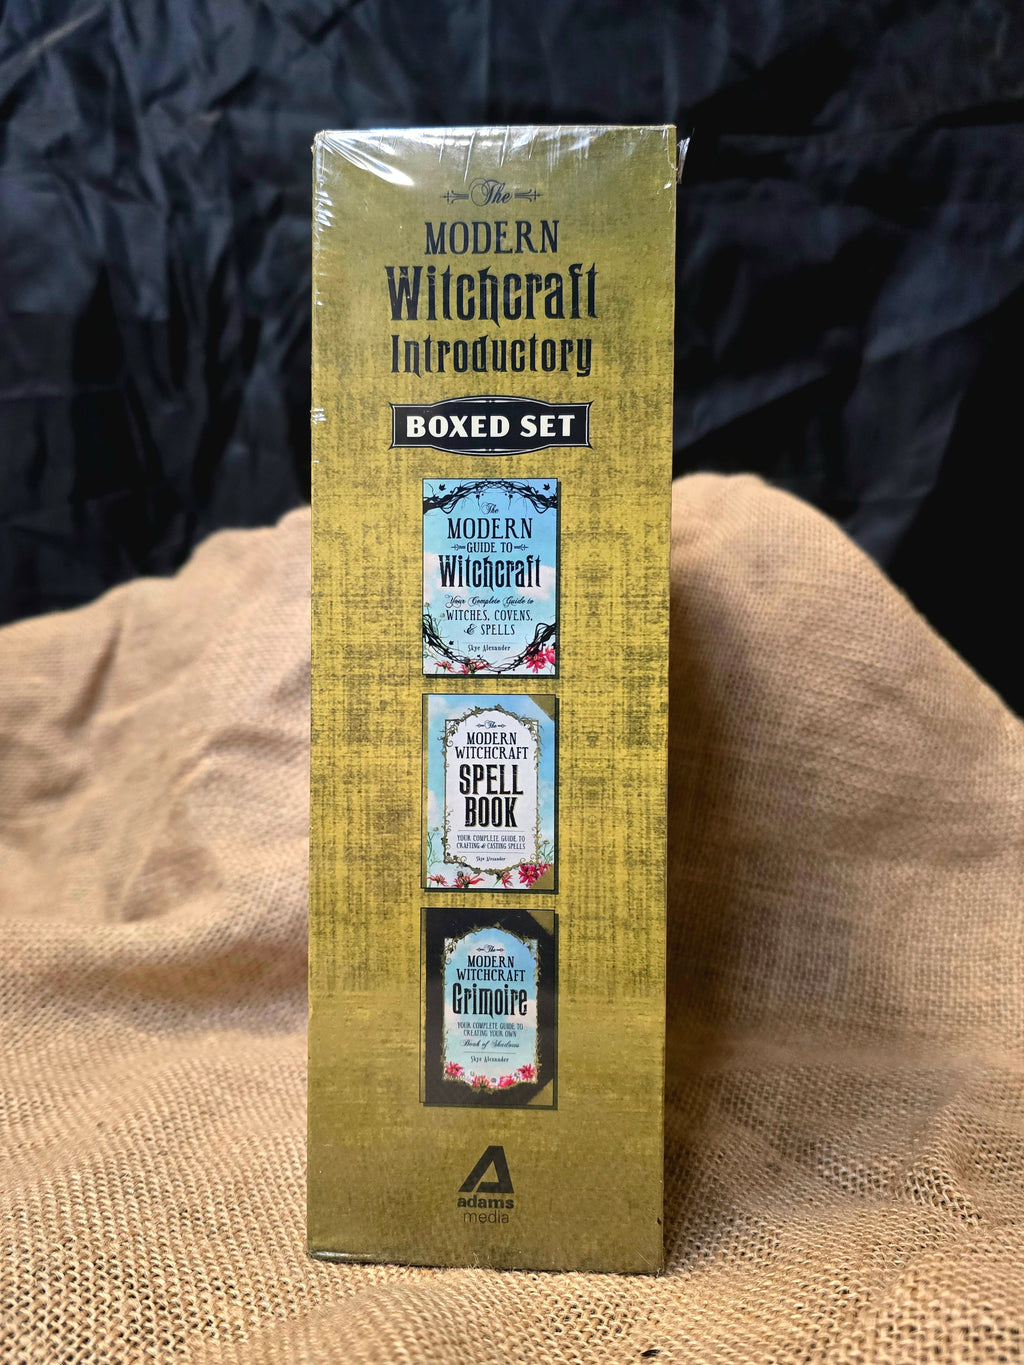 The
MODERN
Witchcraft
Introductory
BOXED SET
The
MODERN
GUIDE TO
Witchcraft
Your Complete Guide to
WITCHES, COVENS,
& SPELLS
Skye Alexander
The
MODERN
WITCHCRAFT
SPELL
BOOK
YOUR COMPLETE GUIDE TO
CRAFTING & CASTING SPELLS
Skye Alexander
The
MODERN
WITCHCRAFT
Grimoire
YOUR COMPLETE GUIDE TO
CREATING YOUR OWN
Book of Shadows
Skye Alexander
A
adams
media